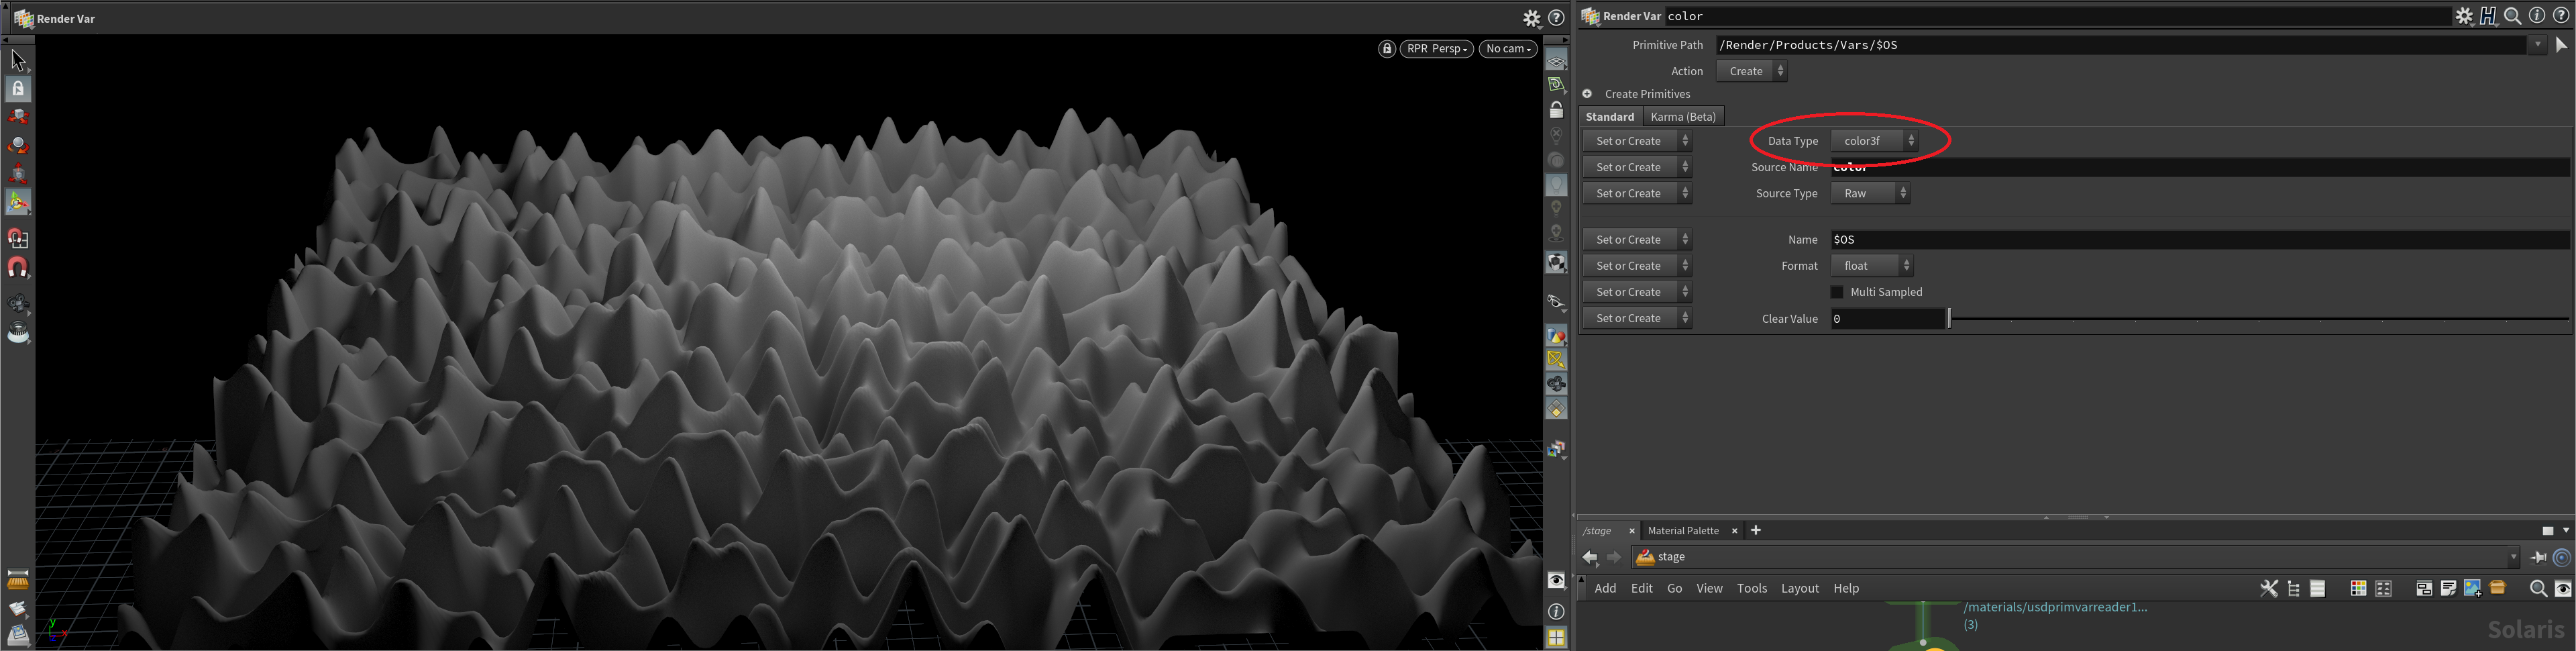 Render Var
RPR Persp
No cam
y
x
Render Var color
Primitive Path /Render/Products/Vars/$OS
Action Create
Create Primitives
Standard Karma (Beta)
Set or Create Data Type color3f
Set or Create Source Name color
Set or Create Source Type Raw
Set or Create Name $OS
Set or Create Format float
Set or Create Multi Sampled
Set or Create Clear Value 0
/stage × Material Palette × +
stage
Add Edit Go View Tools Layout Help
/materials/usdprimvarreader1...
(3)
Solaris